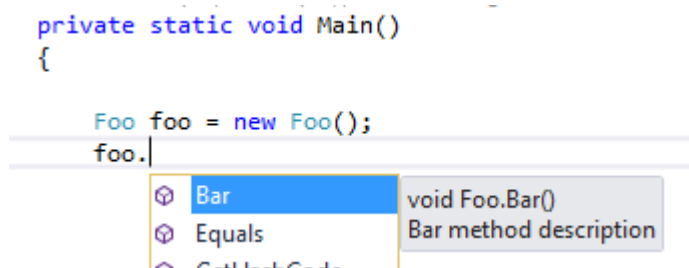 private static void Main()
{
Foo foo = new Foo();
foo.
Bar
void Foo.Bar()
Equals
Bar method description